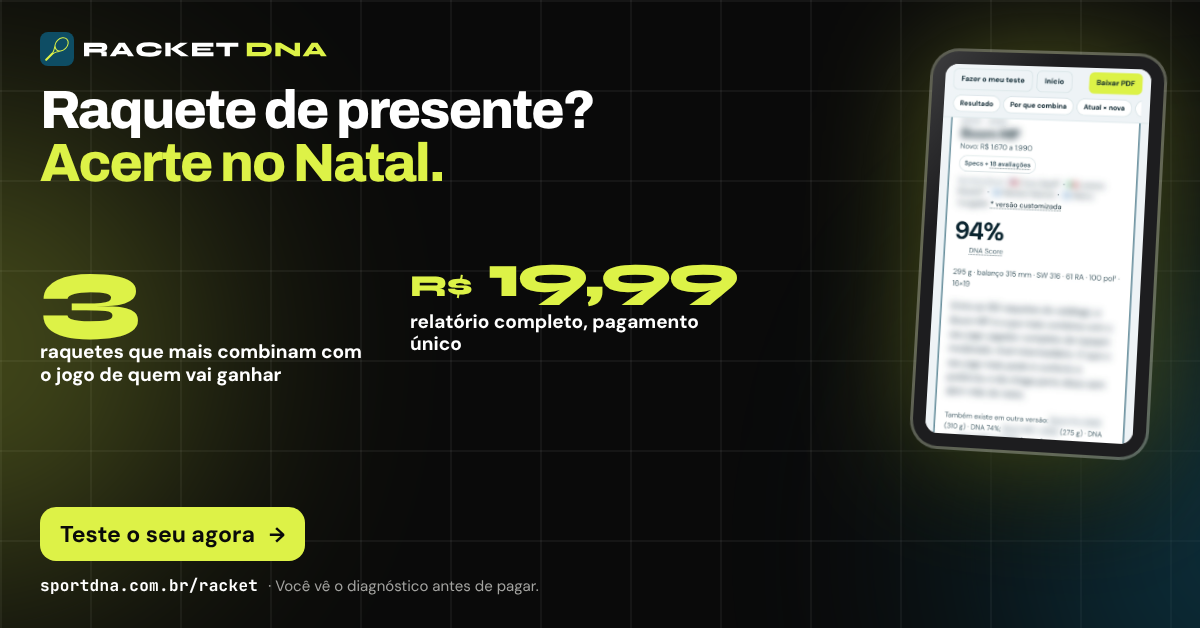 RACKET DNA
Raquete de presente?
Acerte no Natal.
3
raquetes que mais combinam com
o jogo de quem vai ganhar
R$ 19,99
relatório completo, pagamento
único
Teste o seu agora →
sportdna.com.br/racket · Você vê o diagnóstico antes de pagar.
Fazer o meu teste
Início
Baixar PDF
Resultado
Por que combina
Atual + nova
Novo: R$ 1.670 a 1.990
Specs + 18 avaliações
* versão customizada
94%
DNA Score
295 g · balanço 315 mm · SW 316 · 61 RA · 100 pol² ·
16×19
Também existe em outra versão:
(310 g) · DNA 74%, (275 g) · DNA